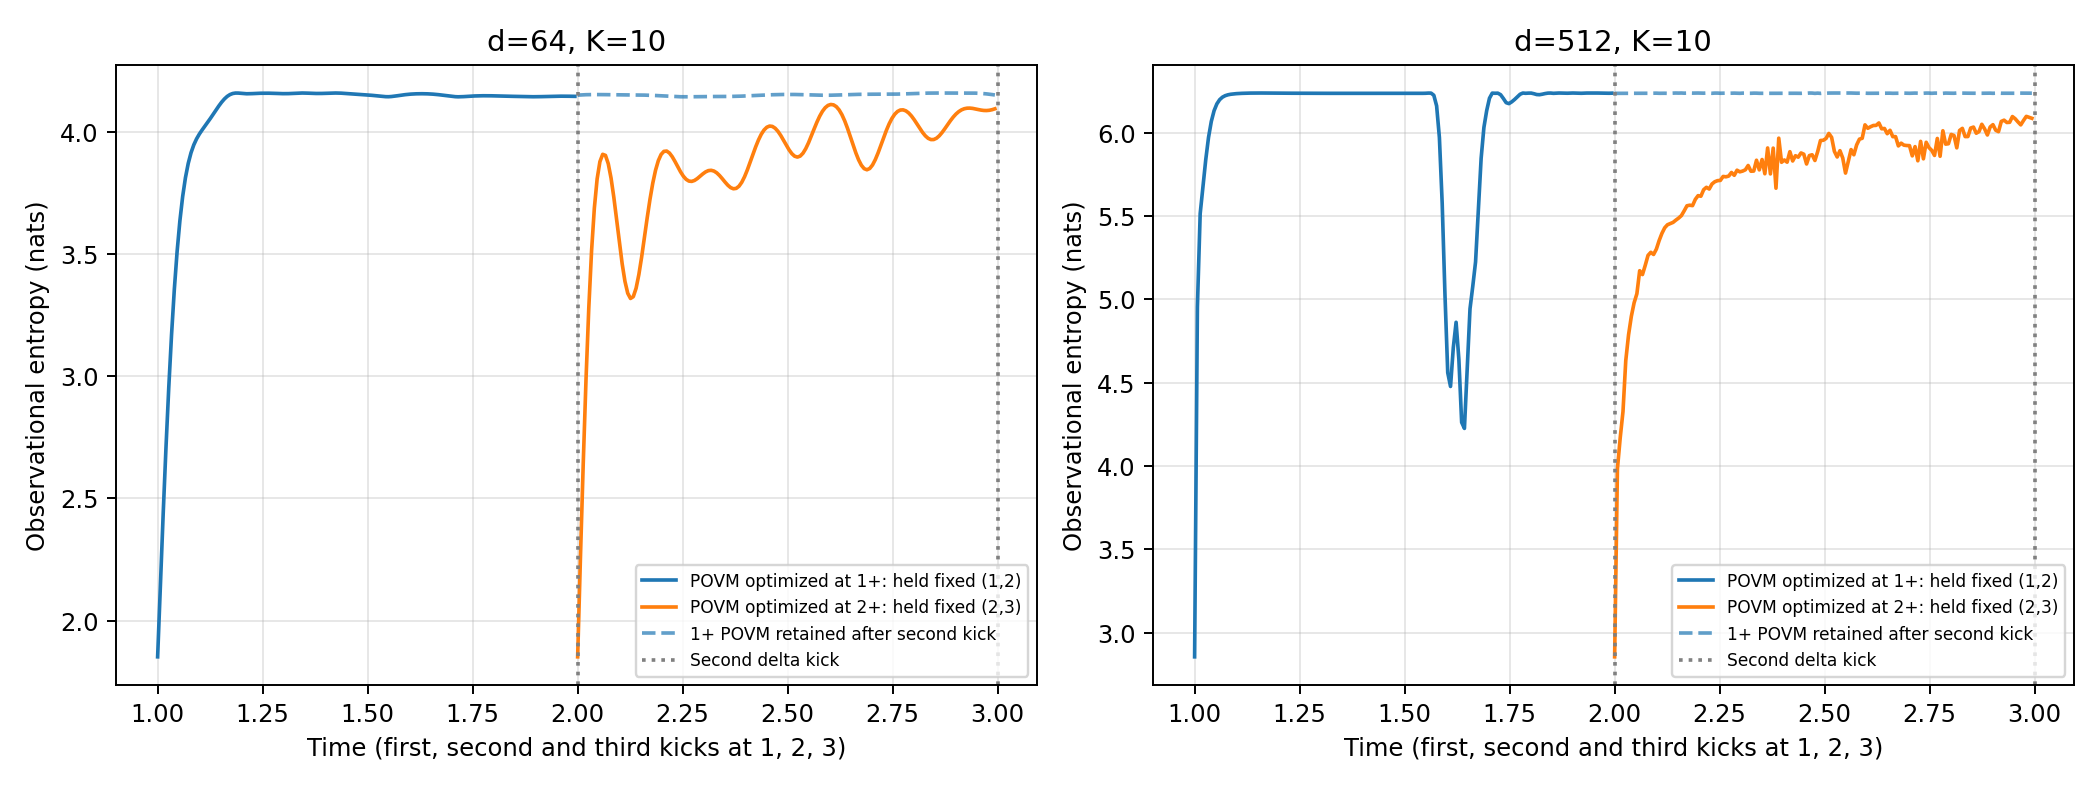 d=64, K=10
Observational entropy (nats)
4.0
3.5
3.0
2.5
2.0
1.00 1.25 1.50 1.75 2.00 2.25 2.50 2.75 3.00
Time (first, second and third kicks at 1, 2, 3)
POVM optimized at 1+: held fixed (1,2)
POVM optimized at 2+: held fixed (2,3)
1+ POVM retained after second kick
Second delta kick
d=512, K=10
Observational entropy (nats)
6.0
5.5
5.0
4.5
4.0
3.5
3.0
1.00 1.25 1.50 1.75 2.00 2.25 2.50 2.75 3.00
Time (first, second and third kicks at 1, 2, 3)
POVM optimized at 1+: held fixed (1,2)
POVM optimized at 2+: held fixed (2,3)
1+ POVM retained after second kick
Second delta kick